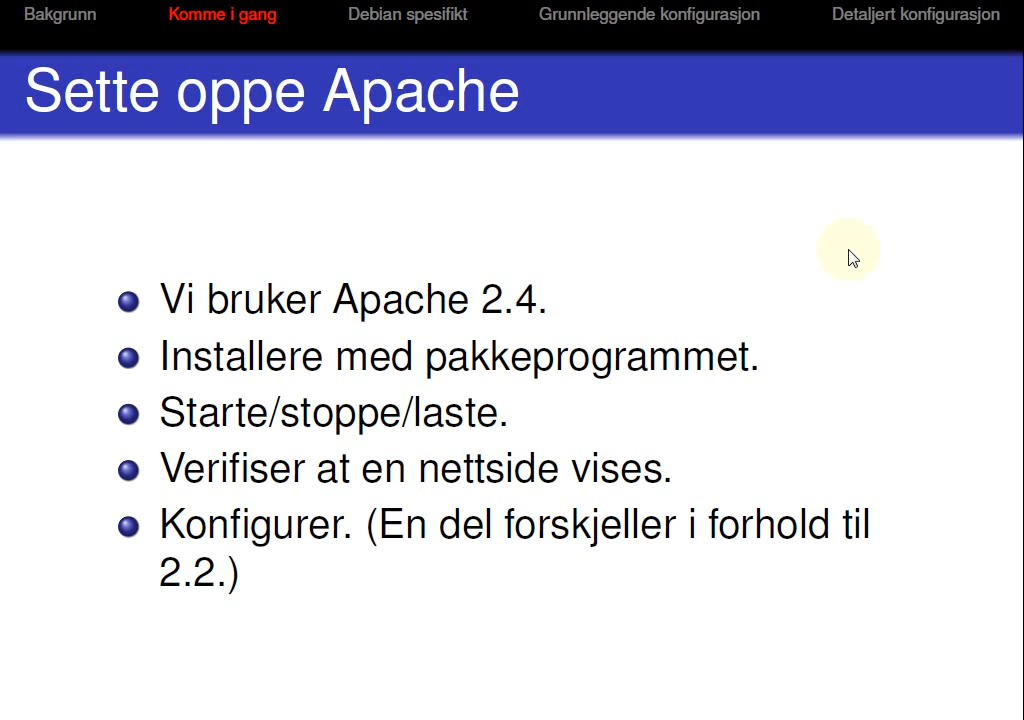 Bakgrunn Komme i gang Debian spesifikt Grunnleggende konfigurasjon Detaljert konfigurasjon
Sette oppe Apache
Vi bruker Apache 2.4.
Installere med pakkeprogrammet.
Starte/stoppe/laste.
Verifiser at en nettside vises.
Konfigurer. (En del forskjeller i forhold til
2.2.)